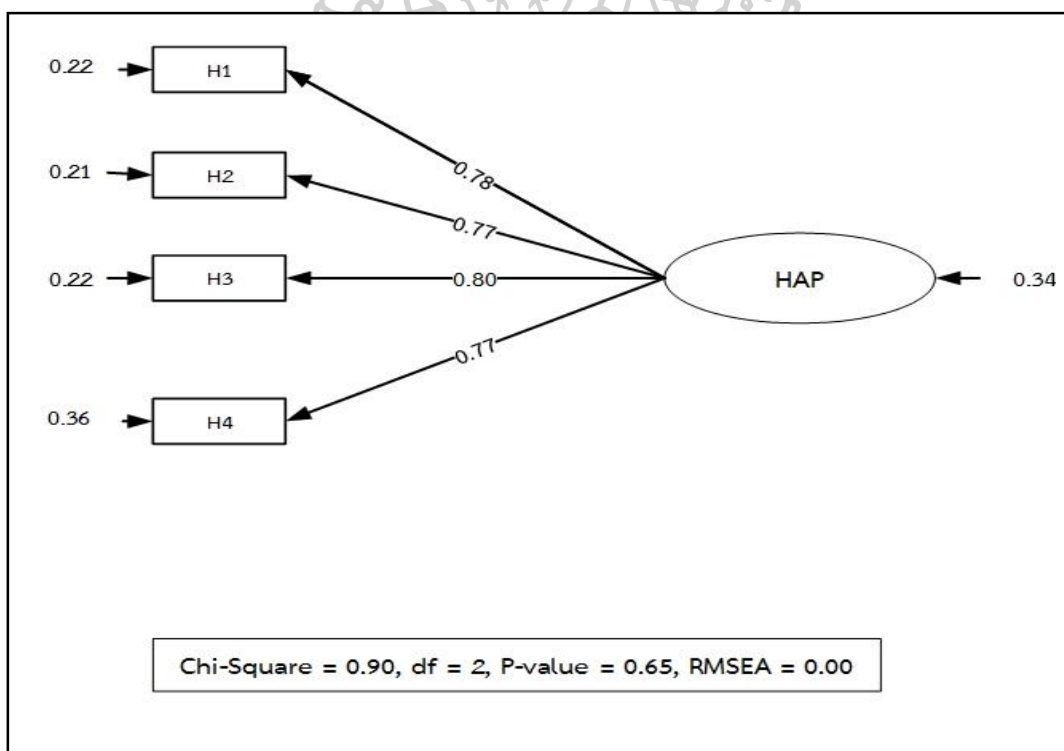 0.22 H1
0.78
0.21 H2
0.77
0.22 H3 0.80 HAP 0.34
0.77
0.36 H4
Chi-Square = 0.90, df = 2, P-value = 0.65, RMSEA = 0.00